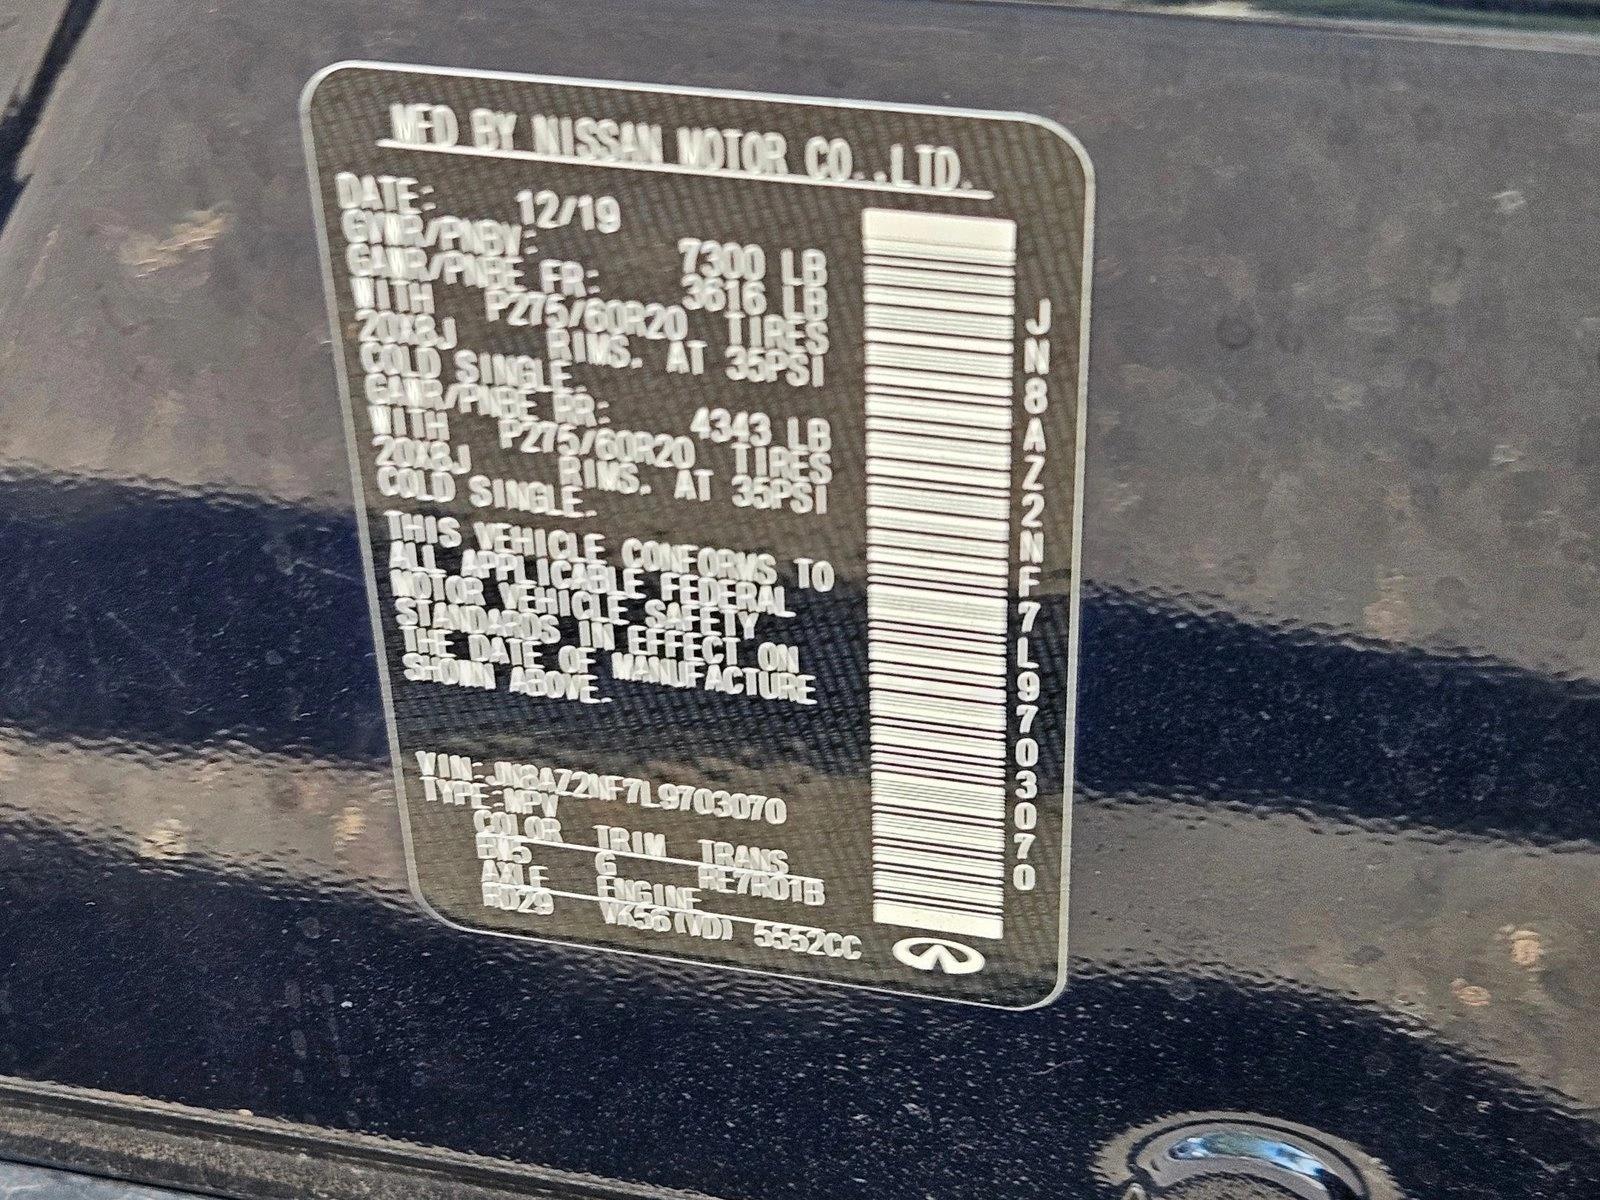 MFD BY NISSAN MOTOR CO.,LTD.
DATE: 12/19
GVWR/PNBV: 7300 LB
GAWR/PNBE FR: 3616 LB
WITH P275/60R20 TIRES
20X8J RIMS. AT 35PSI
COLD SINGLE.
GAWR/PNBE RR: 4343 LB
WITH P275/60R20 TIRES
20X8J RIMS. AT 35PSI
COLD SINGLE.
THIS VEHICLE CONFORMS TO
ALL APPLICABLE FEDERAL
MOTOR VEHICLE SAFETY
STANDARDS IN EFFECT ON
THE DATE OF MANUFACTURE
SHOWN ABOVE.
VIN:JN8AZ2NF7L9703070
TYPE:MPV
COLOR TRIM TRANS
G RE7R01B
AXLE ENGINE
RU29 VK56(VD) 5552CC
JN8AZ2NF7L9703070